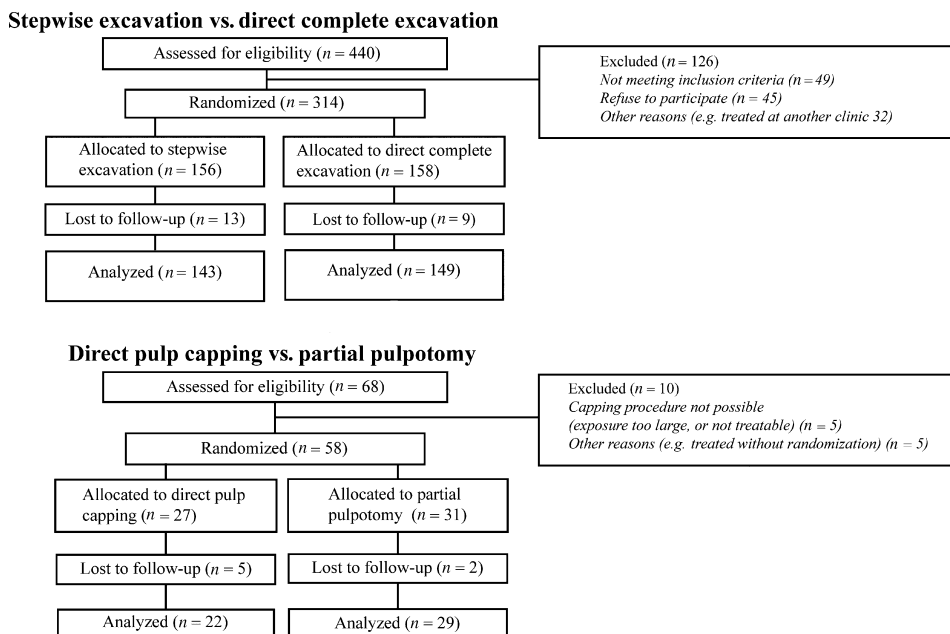 Stepwise excavation vs. direct complete excavation
Assessed for eligibility (n = 440)
Excluded (n = 126)
Not meeting inclusion criteria (n = 49)
Refuse to participate (n = 45)
Other reasons (e.g. treated at another clinic 32)
Randomized (n = 314)
Allocated to stepwise
excavation (n = 156)
Allocated to direct complete
excavation (n = 158)
Lost to follow-up (n = 13)
Lost to follow-up (n = 9)
Analyzed (n = 143)
Analyzed (n = 149)
Direct pulp capping vs. partial pulpotomy
Assessed for eligibility (n = 68)
Excluded (n = 10)
Capping procedure not possible
(exposure too large, or not treatable) (n = 5)
Other reasons (e.g. treated without randomization) (n = 5)
Randomized (n = 58)
Allocated to direct pulp
capping (n = 27)
Allocated to partial
pulpotomy (n = 31)
Lost to follow-up (n = 5)
Lost to follow-up (n = 2)
Analyzed (n = 22)
Analyzed (n = 29)